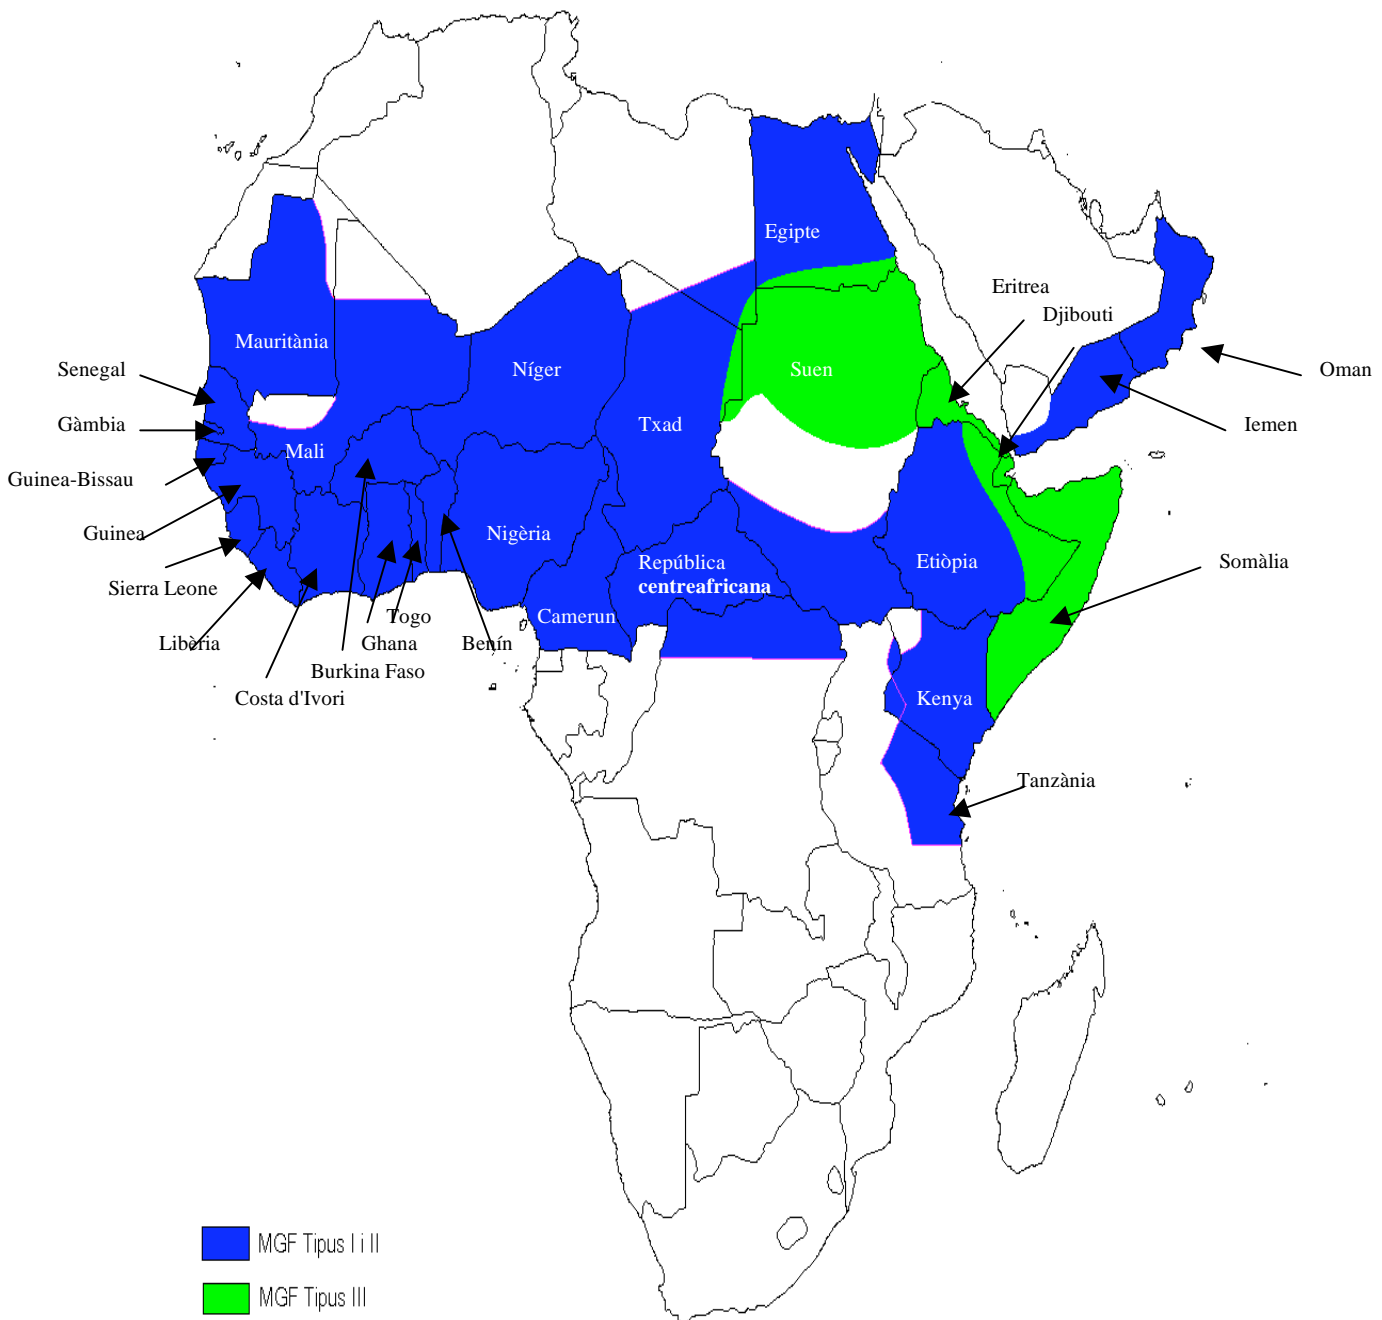 Egipte
Eritrea
Djibouti
Mauritània
Senegal
Níger
Suen
Oman
Gàmbia
Txad
Iemen
Mali
Guinea-Bissau
Guinea
Nigèria
República
centreafricana
Etiòpia
Somàlia
Sierra Leone
Togo
Camerun
Libèria
Ghana
Benín
Burkina Faso
Costa d'Ivori
Kenya
Tanzània
MGF Tipus I i II
MGF Tipus III